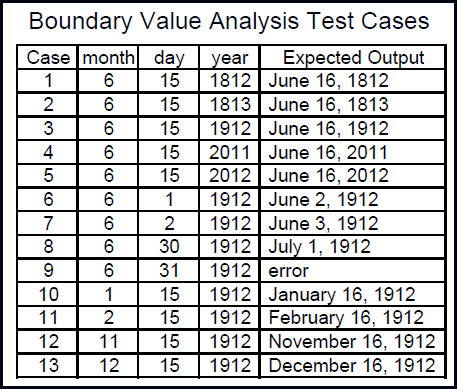 Boundary Value Analysis Test Cases
Case month day year Expected Output
1 6 15 1812 June 16, 1812
2 6 15 1813 June 16, 1813
3 6 15 1912 June 16, 1912
4 6 15 2011 June 16, 2011
5 6 15 2012 June 16, 2012
6 6 1 1912 June 2, 1912
7 6 2 1912 June 3, 1912
8 6 30 1912 July 1, 1912
9 6 31 1912 error
10 1 15 1912 January 16, 1912
11 2 15 1912 February 16, 1912
12 11 15 1912 November 16, 1912
13 12 15 1912 December 16, 1912